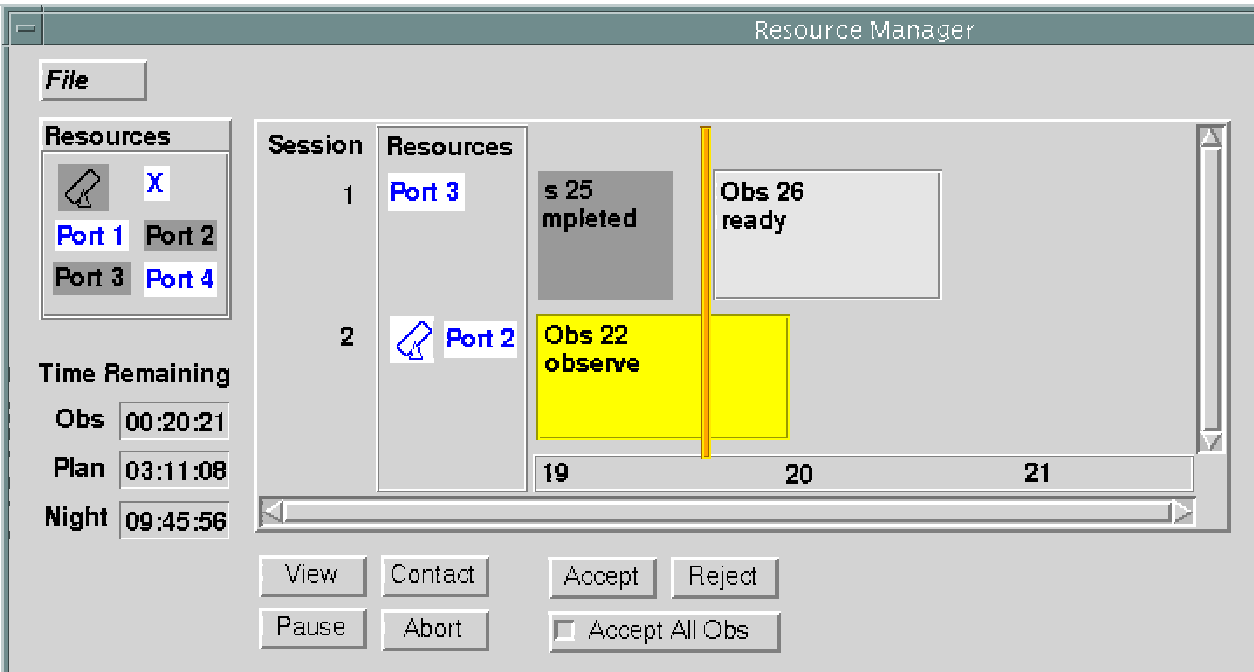 Resource Manager
File
Resources
X
Port 1 Port 2
Port 3 Port 4
Time Remaining
Obs 00:20:21
Plan 03:11:08
Night 09:45:56
Session Resources
1 Port 3
s 25
mpleted
Obs 26
ready
2 Port 2
Obs 22
observe
19 20 21
View Contact Accept Reject
Pause Abort Accept All Obs